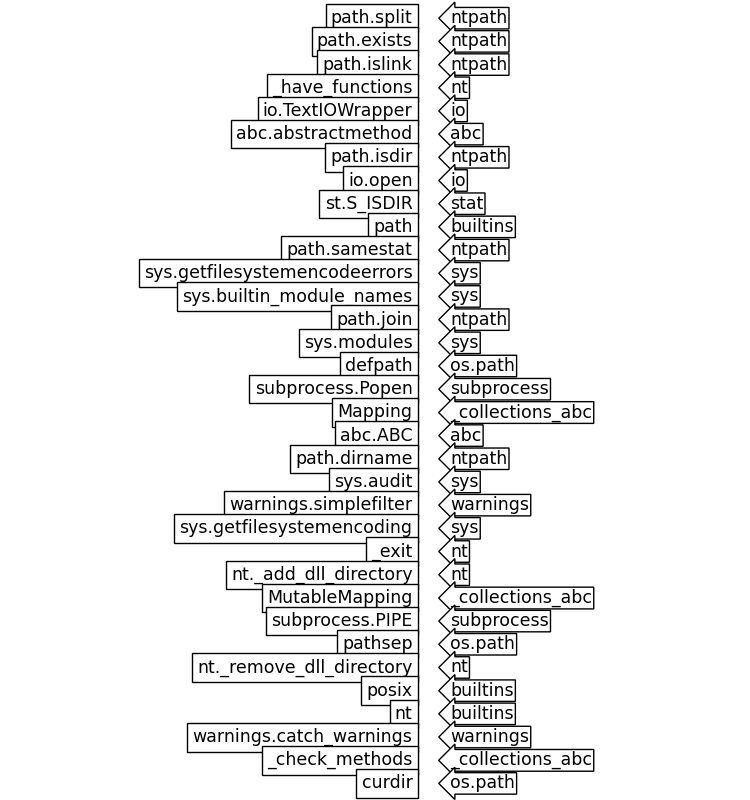 path.split ntpath
path.exists ntpath
path.islink ntpath
_have_functions nt
io.TextIOWrapper io
abc.abstractmethod abc
path.isdir ntpath
io.open io
st.S_ISDIR stat
path builtins
path.samestat ntpath
sys.getfilesystemencodeerrors sys
sys.builtin_module_names sys
path.join ntpath
sys.modules sys
defpath os.path
subprocess.Popen subprocess
Mapping _collections_abc
abc.ABC abc
path.dirname ntpath
sys.audit sys
warnings.simplefilter warnings
sys.getfilesystemencoding sys
_exit nt
nt._add_dll_directory nt
MutableMapping _collections_abc
subprocess.PIPE subprocess
pathsep os.path
nt._remove_dll_directory nt
posix builtins
nt builtins
warnings.catch_warnings warnings
_check_methods _collections_abc
curdir os.path